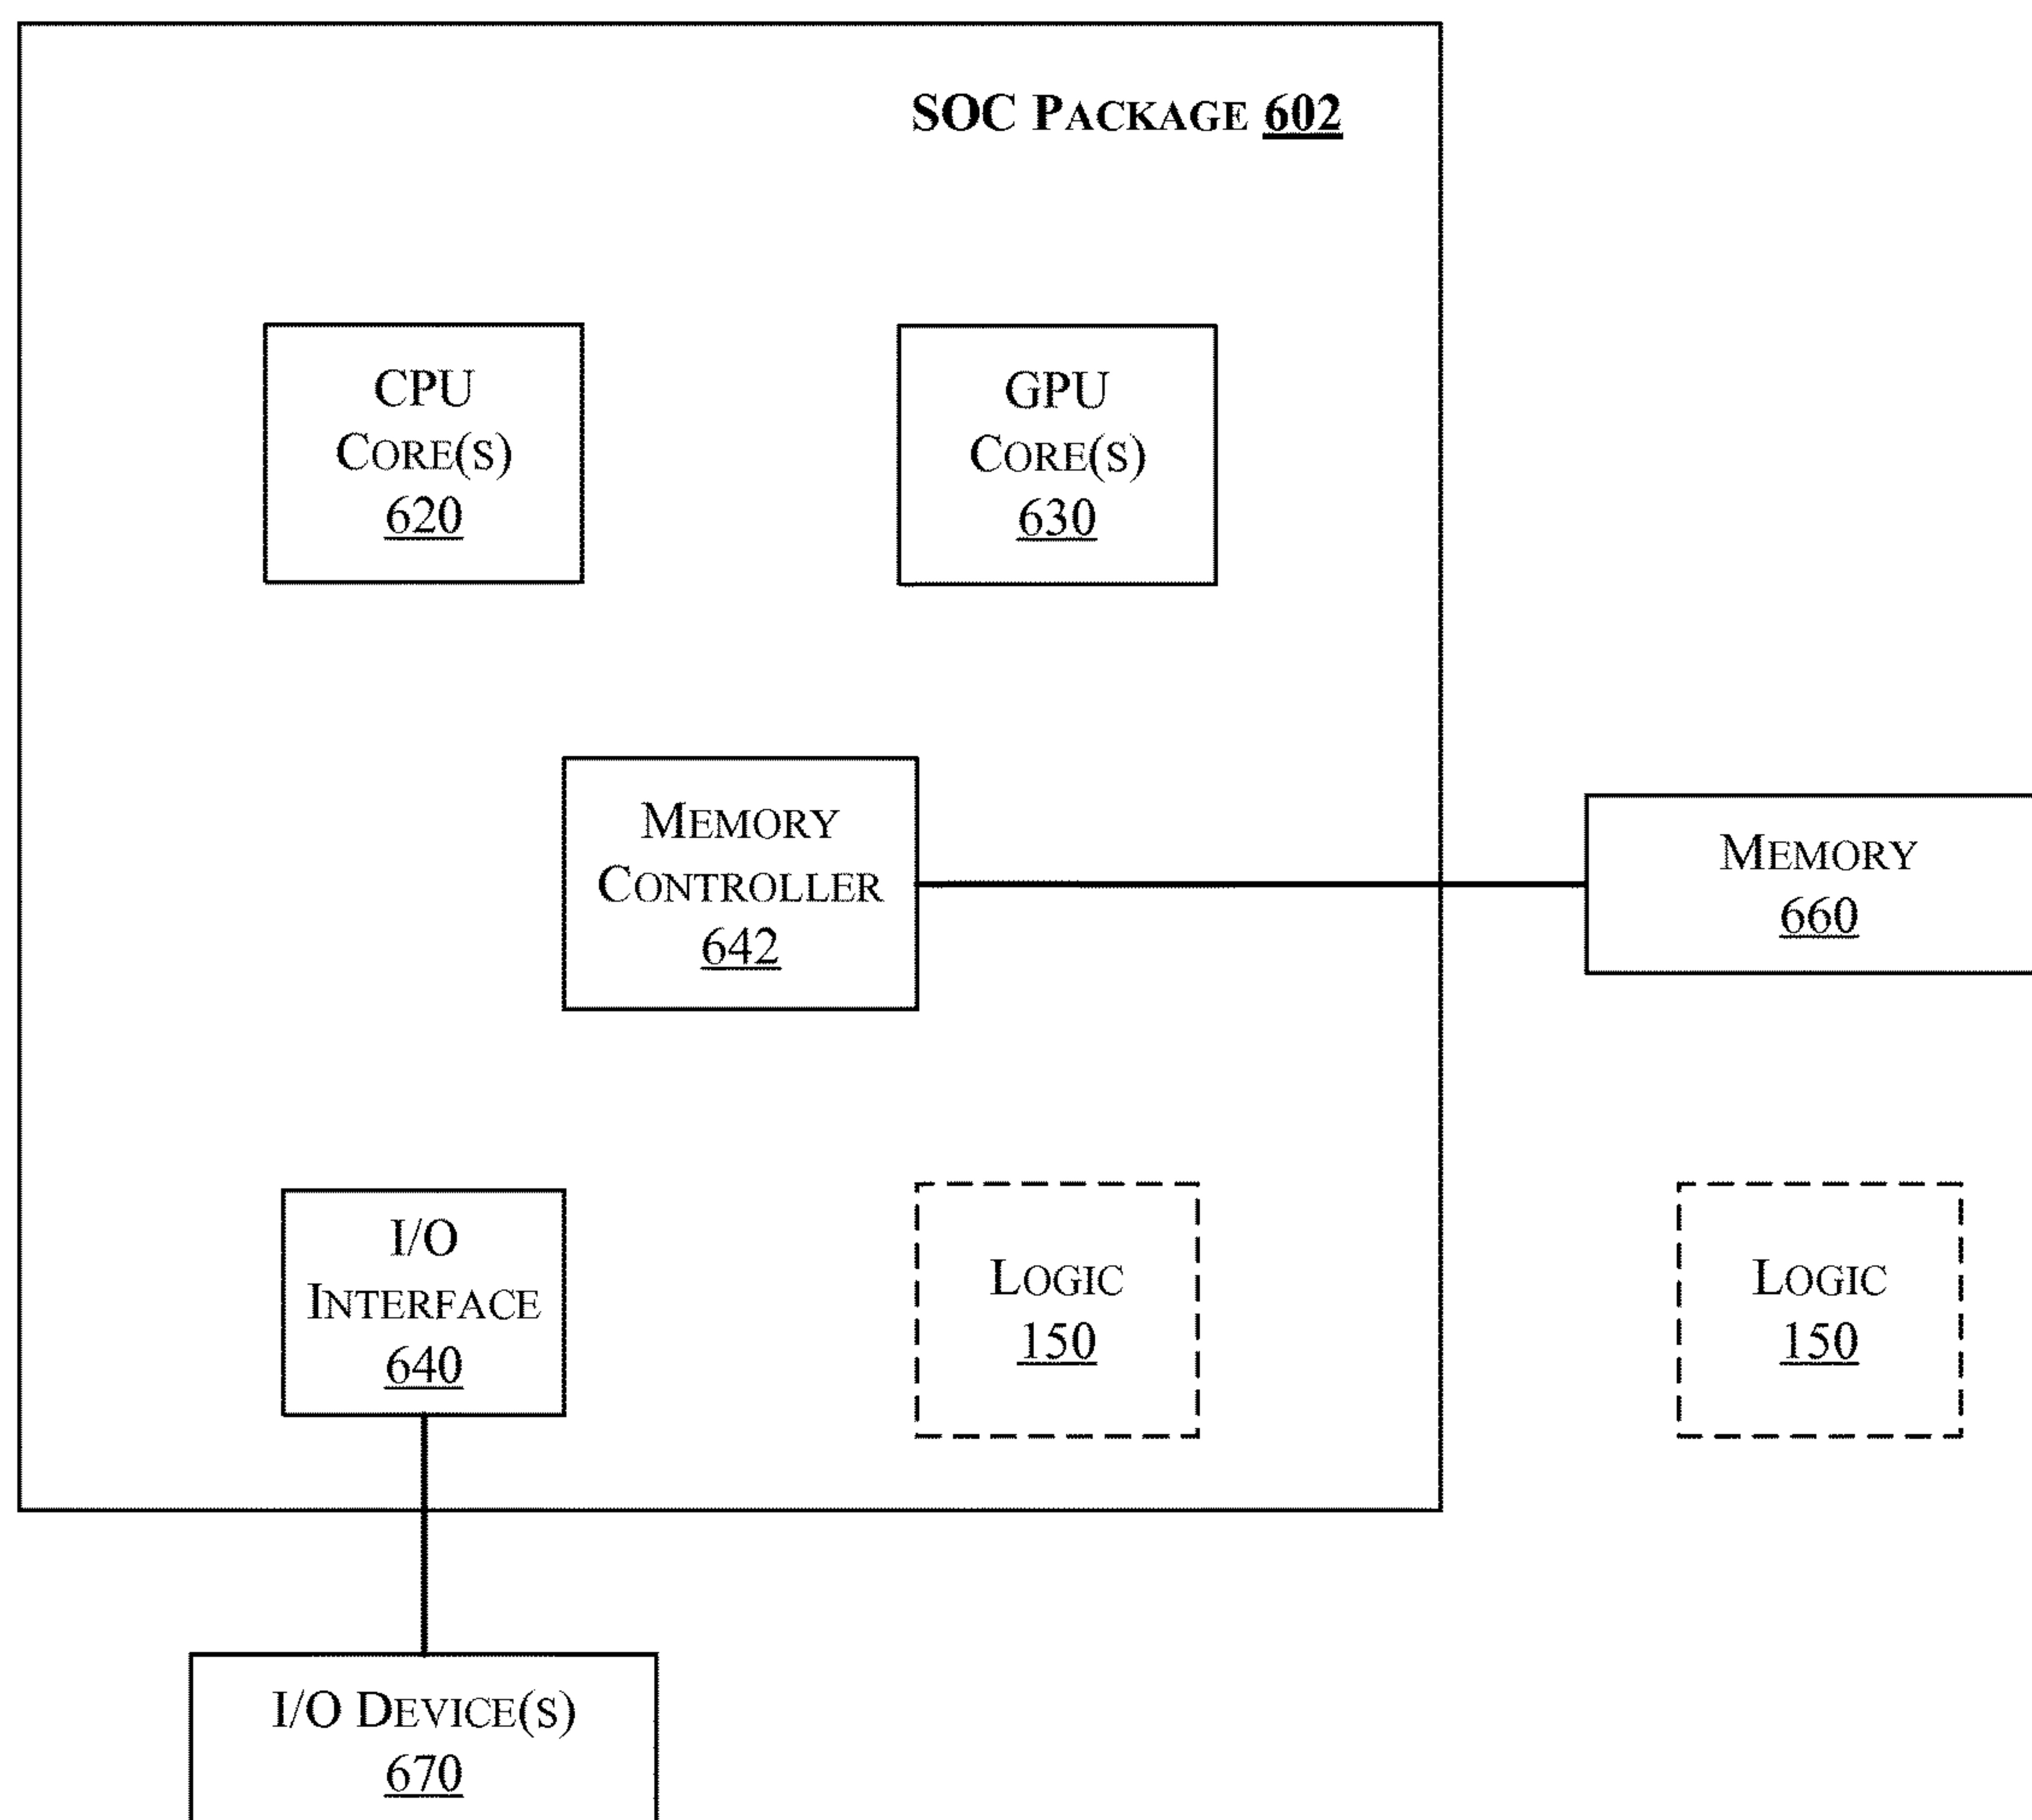 SOC PACKAGE 602
CPU
CORE(S)
620
GPU
CORE(S)
630
MEMORY
CONTROLLER
642
MEMORY
660
I/O
INTERFACE
640
LOGIC
150
LOGIC
150
I/O DEVICE(S)
670